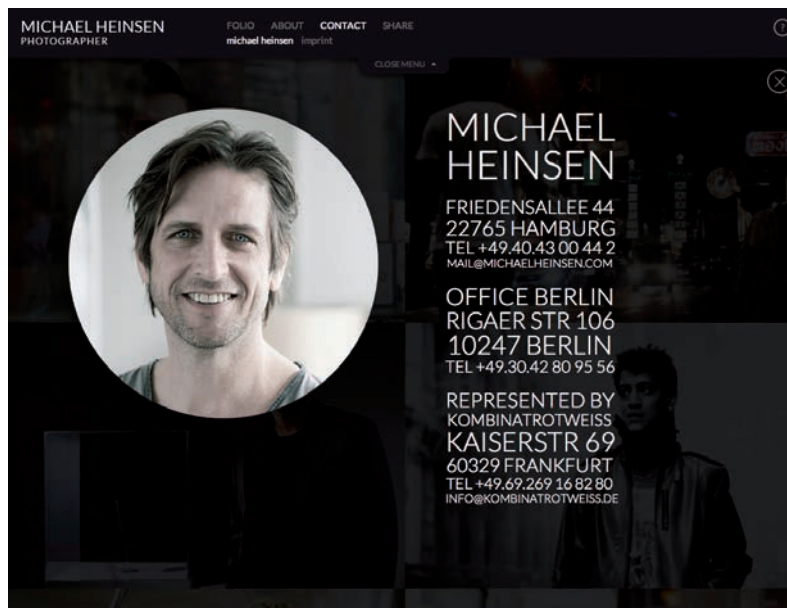 MICHAEL HEINSEN
PHOTOGRAPHER
FOLIO ABOUT CONTACT SHARE
michael heinsen imprint
?
CLOSE MENU
大
MICHAEL
HEINSEN
FRIEDENSALLEE 44
22765 HAMBURG
TEL +49.40.43 00 44 2
MAIL@MICHAELHEINSEN.COM
OFFICE BERLIN
RIGAER STR 106
10247 BERLIN
TEL +49.30.42 80 95 56
REPRESENTED BY
KOMBINATROTWEISS
KAISERSTR 69
60329 FRANKFURT
TEL +49.69.269 16 82 80
INFO@KOMBINATROTWEISS.DE